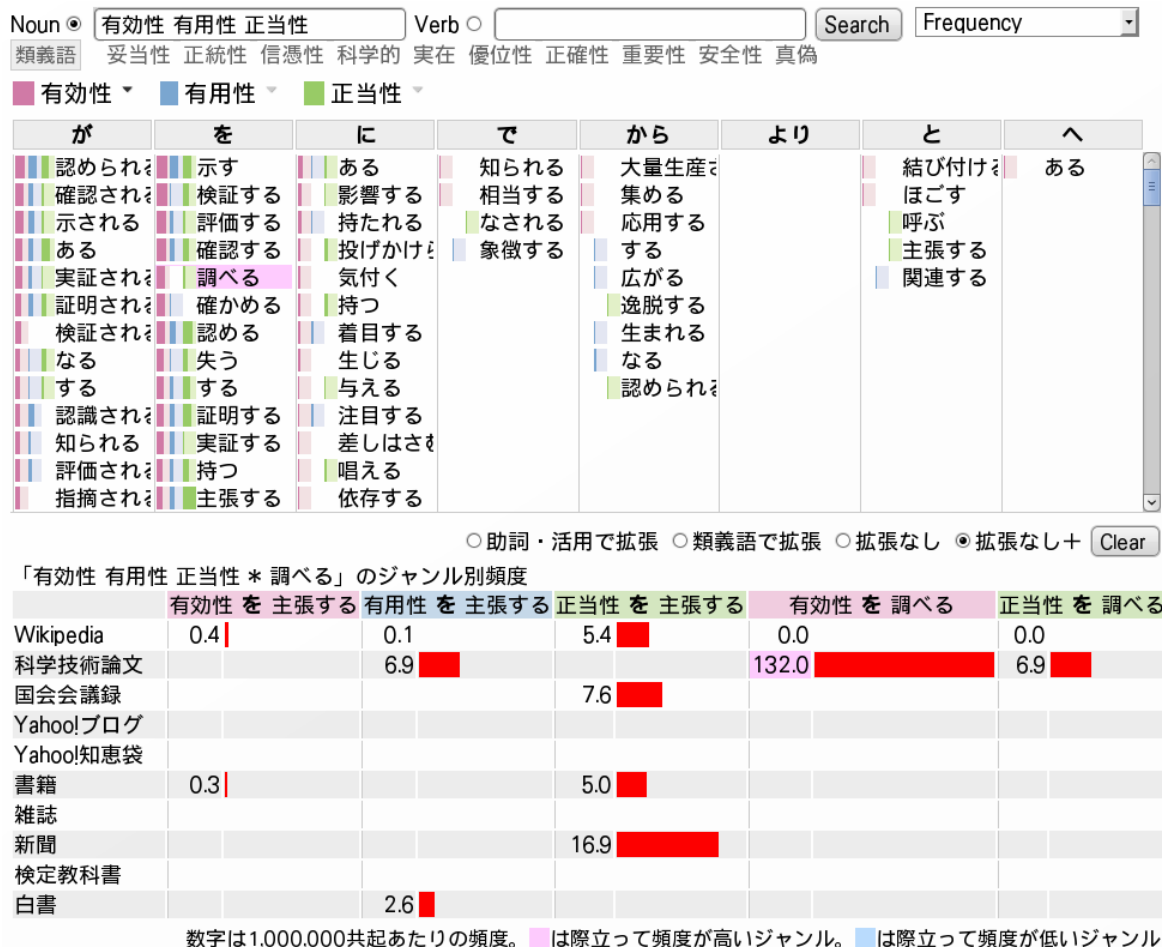 Noun 有効性 有用性 正当性 Verb Search Frequency
類義語 妥当性 正統性 信憑性 科学的 実在 優位性 正確性 重要性 安全性 真偽
有効性 有用性 正当性
が を に で から より と へ
認められる 示す ある 知られる 大量生産さ 結び付ける ある
確認される 検証する 影響する 相当する 集める ほごす
示される 評価する 持たれる なされる 応用する 呼ぶ
ある 確認する 投げかけら 象徴する する 主張する
実証される 調べる 気付く 広がる 関連する
証明される 確かめる 持つ 逸脱する
検証される 認める 着目する 生まれる
なる 失う 生じる なる
する する 与える 認められる
認識される 証明する 注目する
知られる 実証する 差しはさむ
評価される 持つ 唱える
指摘される 主張する 依存する
助詞・活用で拡張 類義語で拡張 拡張なし 拡張なし＋ Clear
「有効性 有用性 正当性 * 調べる」のジャンル別頻度
有効性 を 主張する 有用性 を 主張する 正当性 を 主張する 有効性 を 調べる 正当性 を 調べる
Wikipedia 0.4 0.1 5.4 0.0 0.0
科学技術論文 6.9 132.0 6.9
国会会議録 7.6
Yahoo!ブログ
Yahoo!知恵袋
書籍 0.3 5.0
雑誌
新聞 16.9
検定教科書
白書 2.6
数字は1,000,000共起あたりの頻度。 は際立って頻度が高いジャンル。 は際立って頻度が低いジャンル